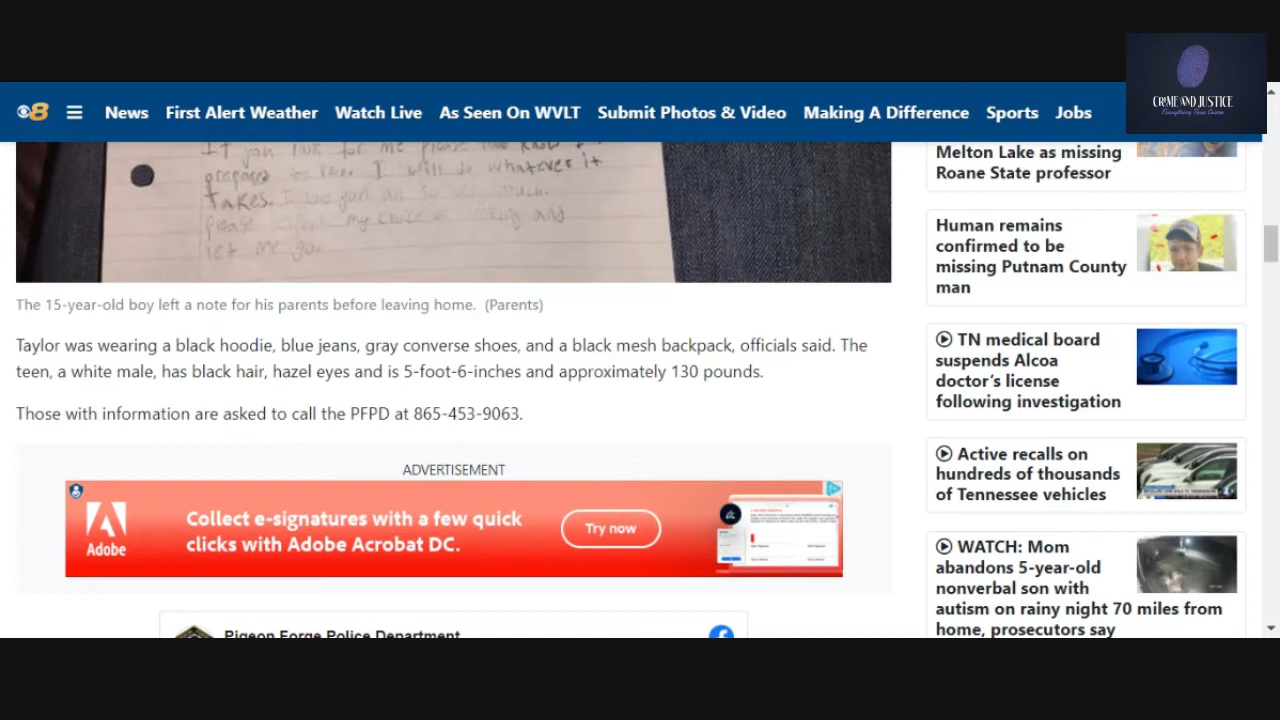 CRIME AND JUSTICE
Everything True Crime
8
News First Alert Weather Watch Live As Seen On WVLT Submit Photos & Video Making A Difference Sports Jobs
If you look for me please
prepared to run. I will do whatever it
takes. I love you all so very much.
please my choice of and
let me go
The 15-year-old boy left a note for his parents before leaving home. (Parents)
Taylor was wearing a black hoodie, blue jeans, gray converse shoes, and a black mesh backpack, officials said. The
teen, a white male, has black hair, hazel eyes and is 5-foot-6-inches and approximately 130 pounds.
Those with information are asked to call the PFPD at 865-453-9063.
ADVERTISEMENT
Adobe
Collect e-signatures with a few quick
clicks with Adobe Acrobat DC.
Try now
Pigeon Forge Police Department
Melton Lake as missing
Roane State professor
Human remains
confirmed to be
missing Putnam County
man
TN medical board
suspends Alcoa
doctor's license
following investigation
Active recalls on
hundreds of thousands
of Tennessee vehicles
WATCH: Mom
abandons 5-year-old
nonverbal son with
autism on rainy night 70 miles from
home, prosecutors say